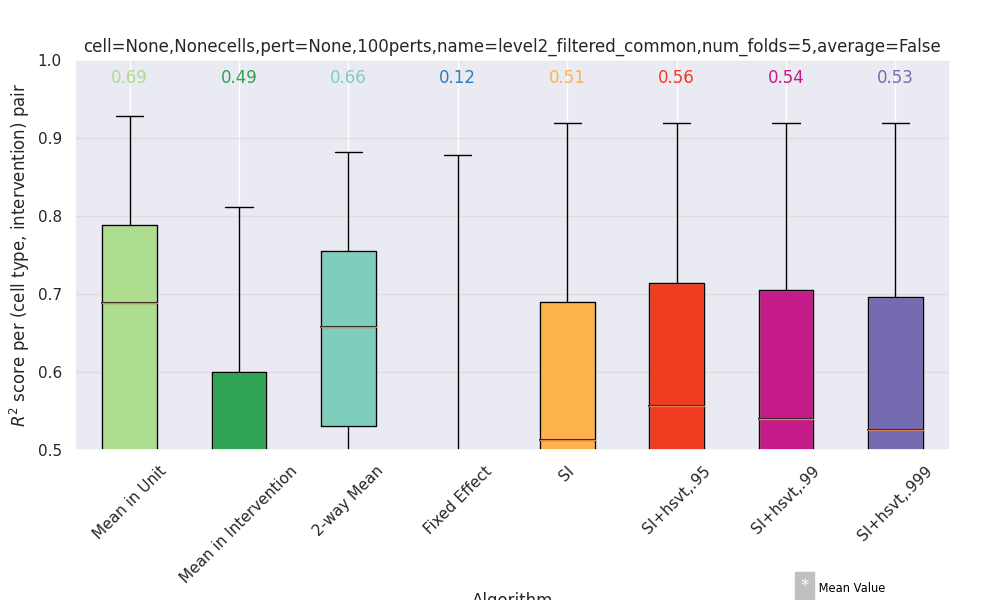 cell=None,Nonecells,pert=None,100perts,name=level2_filtered_common,num_folds=5,average=False
1.0
0.69 0.49 0.66 0.12 0.51 0.56 0.54 0.53
0.9
0.8
0.7
0.6
0.5
R² score per (cell type, intervention) pair
Mean in Unit
Mean in Intervention
2-way Mean
Fixed Effect
SI
SI+hsvt,.95
SI+hsvt,.99
SI+hsvt,.999
Algorithm
* Mean Value